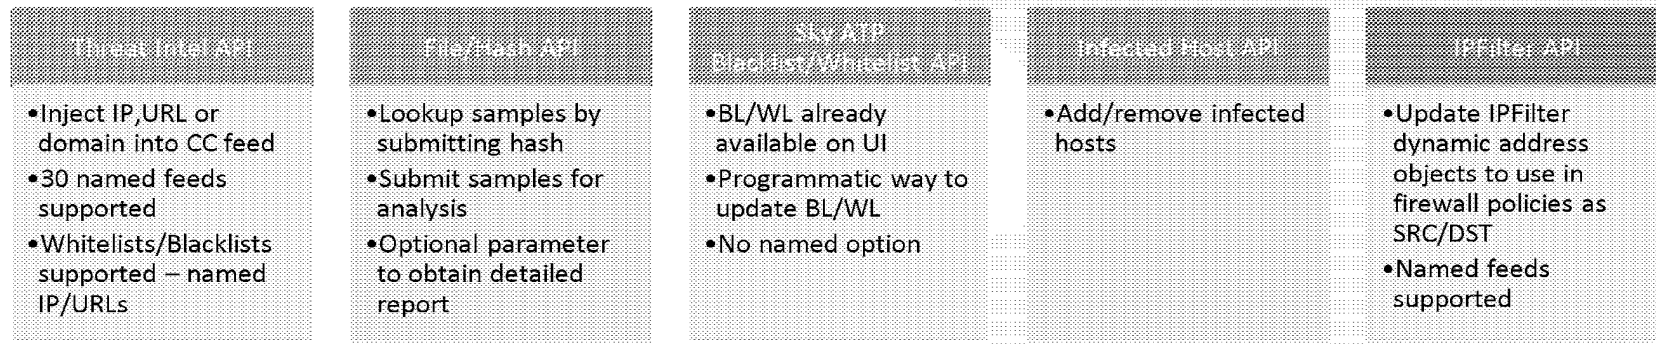 Threat Intel API
•Inject IP,URL or
domain into CC feed
•30 named feeds
supported
•Whitelists/Blacklists
supported – named
IP/URLs
File/Hash API
•Lookup samples by
submitting hash
•Submit samples for
analysis
•Optional parameter
to obtain detailed
report
Sky ATP
Blacklist/Whitelist API
•BL/WL already
available on UI
•Programmatic way to
update BL/WL
•No named option
Infected Host API
•Add/remove infected
hosts
IPFilter API
•Update IPFilter
dynamic address
objects to use in
firewall policies as
SRC/DST
•Named feeds
supported